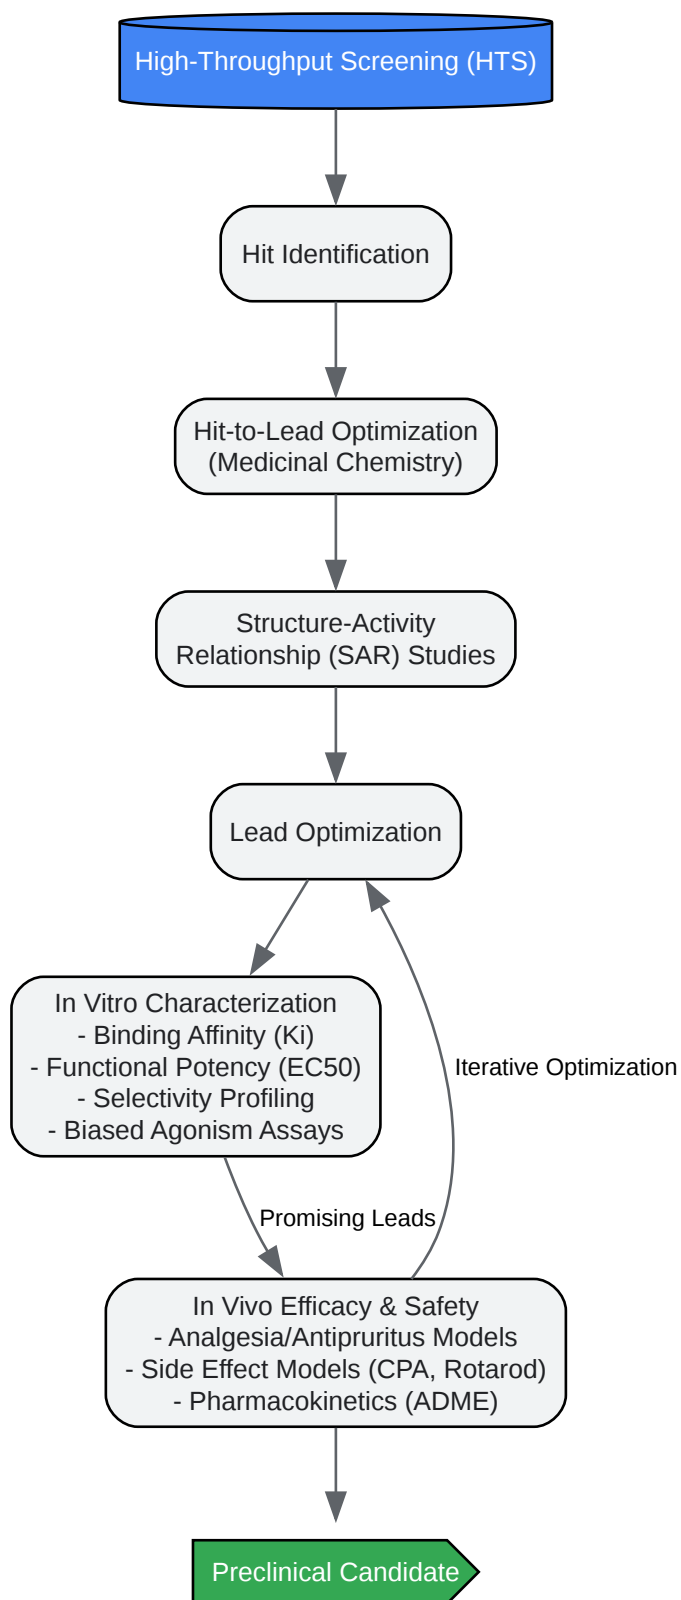 High-Throughput Screening (HTS)
Hit Identification
Hit-to-Lead Optimization
(Medicinal Chemistry)
Structure-Activity
Relationship (SAR) Studies
Lead Optimization
In Vitro Characterization
- Binding Affinity (Ki)
- Functional Potency (EC50)
- Selectivity Profiling
- Biased Agonism Assays
Iterative Optimization
Promising Leads
In Vivo Efficacy & Safety
- Analgesia/Antipruritus Models
- Side Effect Models (CPA, Rotarod)
- Pharmacokinetics (ADME)
Preclinical Candidate